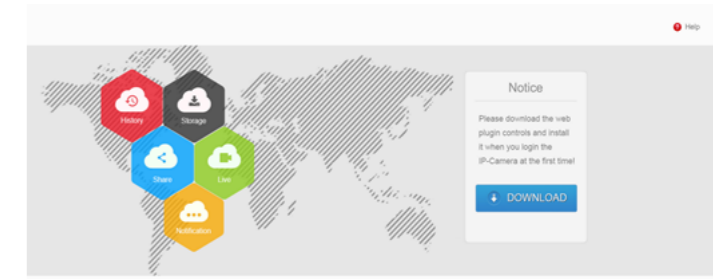 Help
Notice
History
Storage
Please download the web
plugin controls and install
it when you login the
IP-Camera at the first time!
Share
Live
DOWNLOAD
Notification